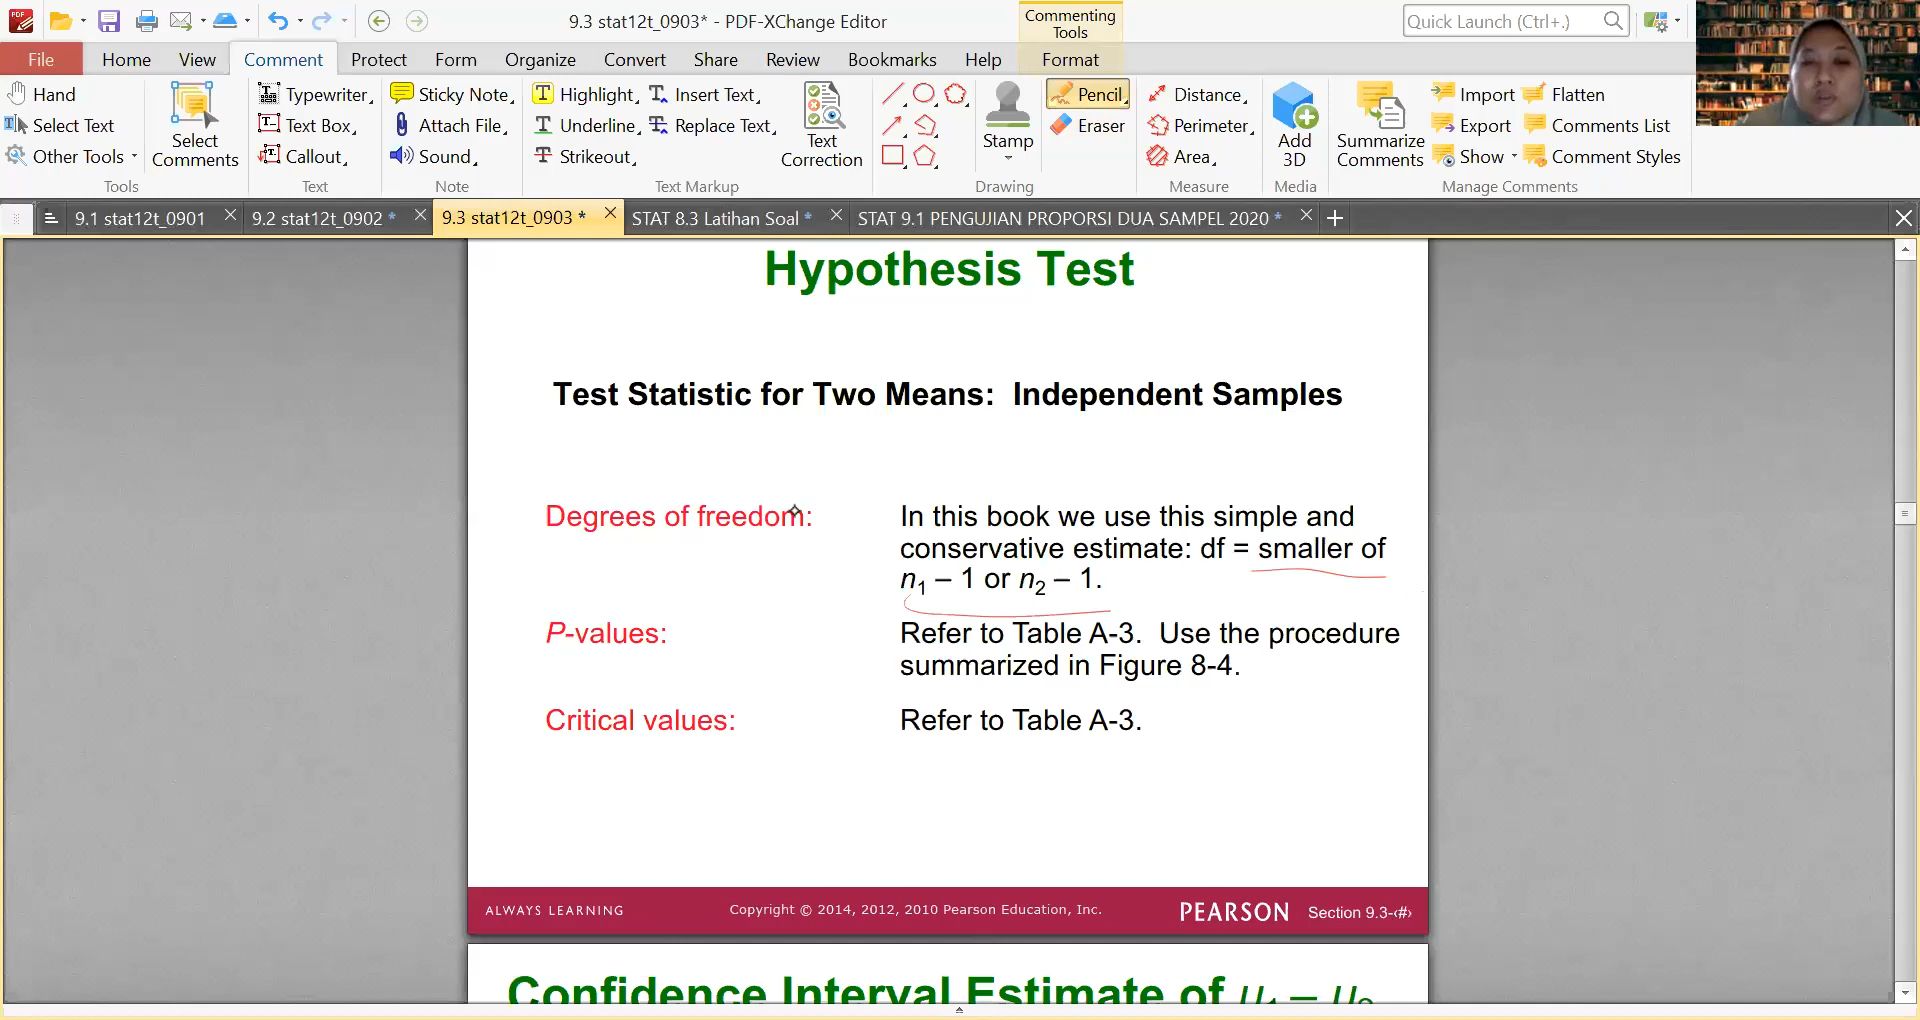 9.3 stat12t_0903* - PDF-XChange Editor
Commenting Tools
Quick Launch (Ctrl+.)
File Home View Comment Protect Form Organize Convert Share Review Bookmarks Help Format
Hand
Select Text
Other Tools
Select Comments
Tools
Typewriter
Text Box
Callout
Text
Sticky Note
Attach File
Sound
Note
Highlight
Underline
Strikeout
Insert Text
Replace Text
Text Correction
Text Markup
Stamp
Pencil
Eraser
Drawing
Distance
Perimeter
Area
Measure
Add 3D
Media
Summarize Comments
Import
Export
Show
Flatten
Comments List
Comment Styles
Manage Comments
9.1 stat12t_0901
9.2 stat12t_0902 *
9.3 stat12t_0903 *
STAT 8.3 Latihan Soal *
STAT 9.1 PENGUJIAN PROPORSI DUA SAMPEL 2020 *
Hypothesis Test
Test Statistic for Two Means: Independent Samples
Degrees of freedom:
In this book we use this simple and
conservative estimate: df = smaller of
n1 – 1 or n2 – 1.
P-values:
Refer to Table A-3. Use the procedure
summarized in Figure 8-4.
Critical values:
Refer to Table A-3.
ALWAYS LEARNING
Copyright © 2014, 2012, 2010 Pearson Education, Inc.
PEARSON
Section 9.3-‹#›
Confidence Interval Estimate of μ1 – μ2